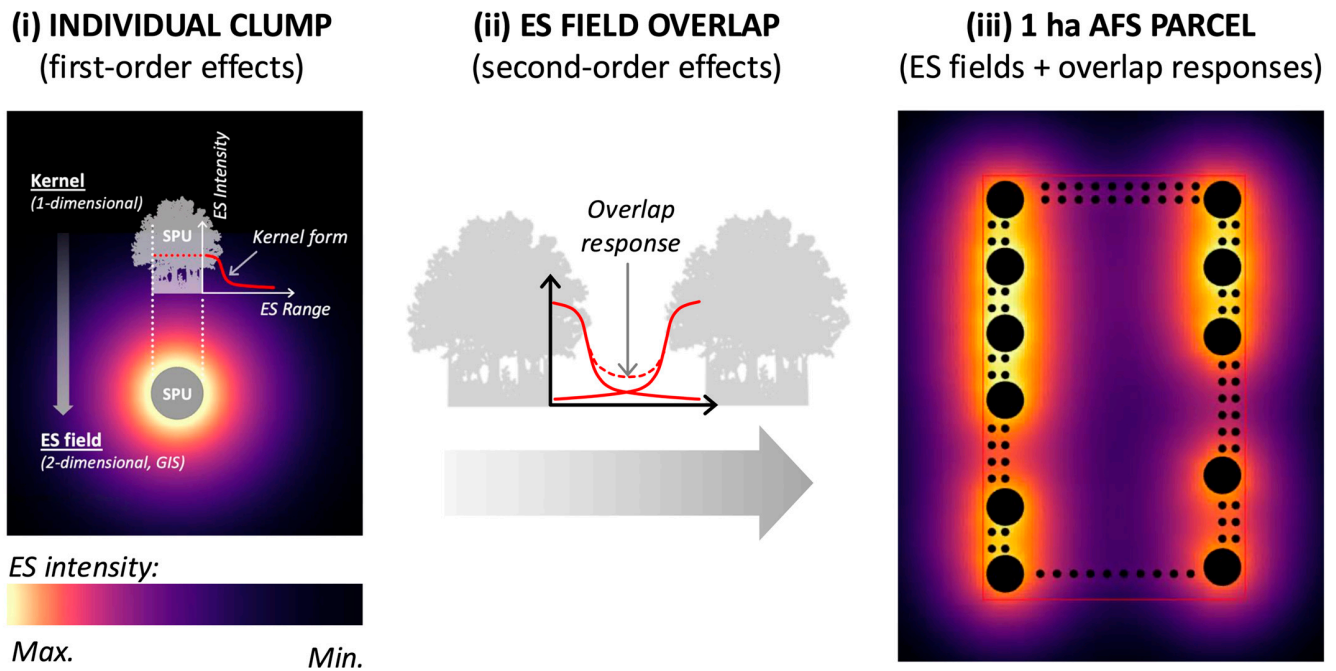 (i) INDIVIDUAL CLUMP
(first-order effects)
Kernel
(1-dimensional)
ES Intensity
SPU
Kernel form
ES Range
SPU
ES field
(2-dimensional, GIS)
ES intensity:
Max.
Min.
(ii) ES FIELD OVERLAP
(second-order effects)
Overlap
response
(iii) 1 ha AFS PARCEL
(ES fields + overlap responses)